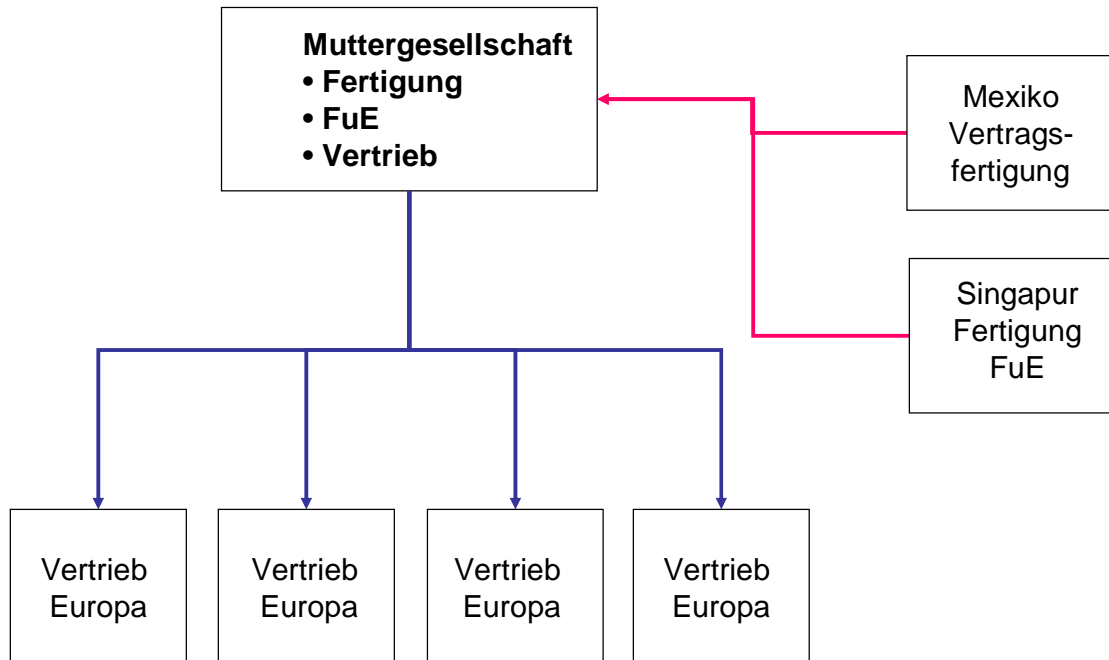 Muttergesellschaft
• Fertigung
• FuE
• Vertrieb
Mexiko
Vertrags-
fertigung
Singapur
Fertigung
FuE
Vertrieb
Europa
Vertrieb
Europa
Vertrieb
Europa
Vertrieb
Europa